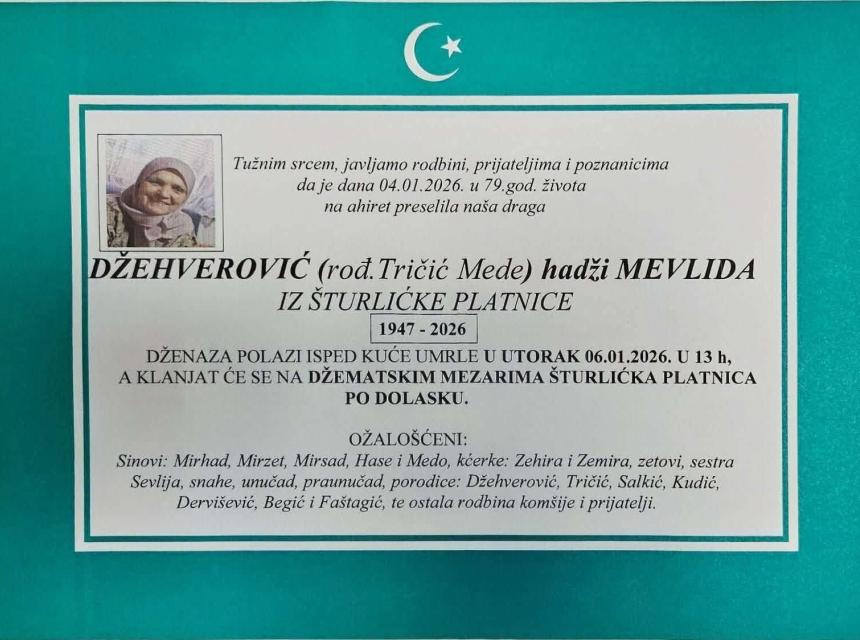 Tužnim srcem, javljamo rodbini, prijateljima i poznanicima
da je dana 04.01.2026. u 79.god. života
na ahiret preselila naša draga
DŽEHVEROVIĆ (rođ.Tričić Mede) hadži MEVLIDA
IZ ŠTURLIĆKE PLATNICE
1947 - 2026
DŽENAZA POLAZI ISPED KUĆE UMRLE U UTORAK 06.01.2026. U 13 h,
A KLANJAT ĆE SE NA DŽEMATSKIM MEZARIMA ŠTURLIĆKA PLATNICA
PO DOLASKU.
OŽALOŠĆENI:
Sinovi: Mirhad, Mirzet, Mirsad, Hase i Medo, kćerke: Zehira i Zemira, zetovi, sestra
Sevlija, snahe, unučad, praunučad, porodice: Džehverović, Tričić, Salkić, Kudić,
Dervišević, Begić i Faštagić, te ostala rodbina komšije i prijatelji.